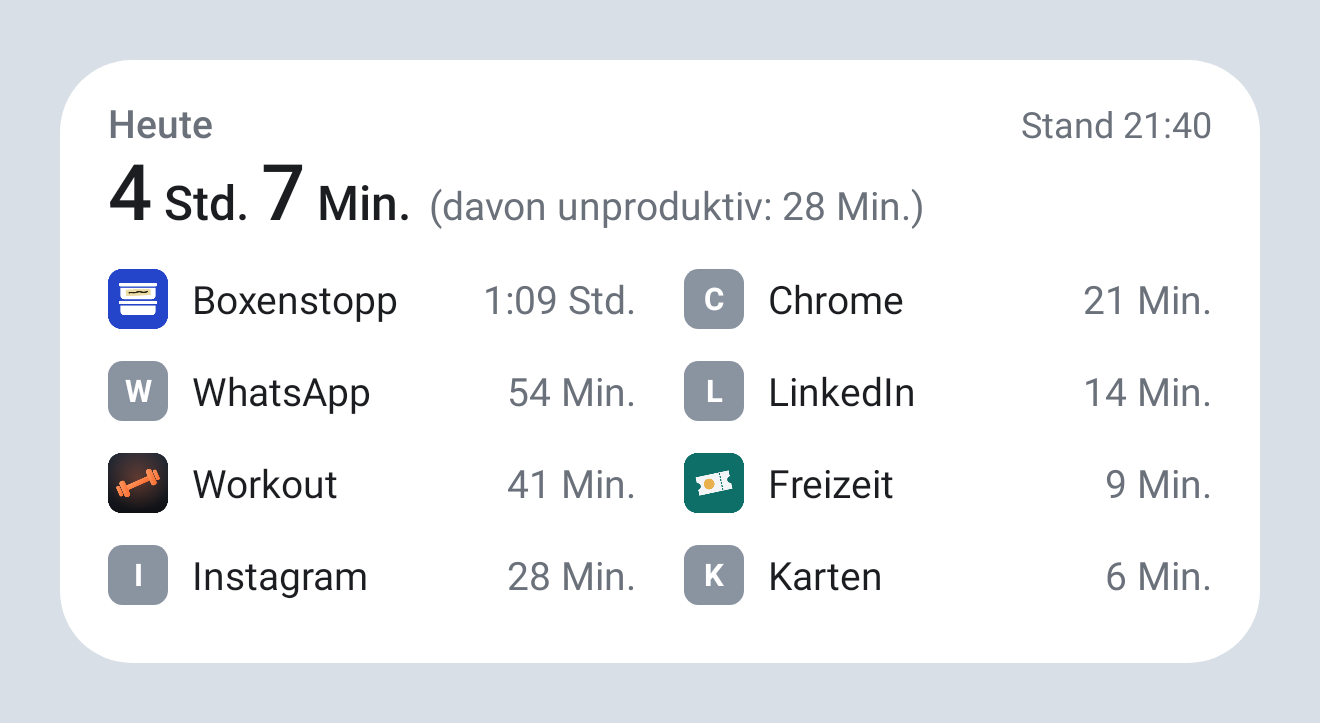 Heute
Stand 21:40
4 Std. 7 Min. (davon unproduktiv: 28 Min.)
Boxenstopp 1:09 Std.
C Chrome 21 Min.
W WhatsApp 54 Min.
L LinkedIn 14 Min.
Workout 41 Min.
Freizeit 9 Min.
I Instagram 28 Min.
K Karten 6 Min.